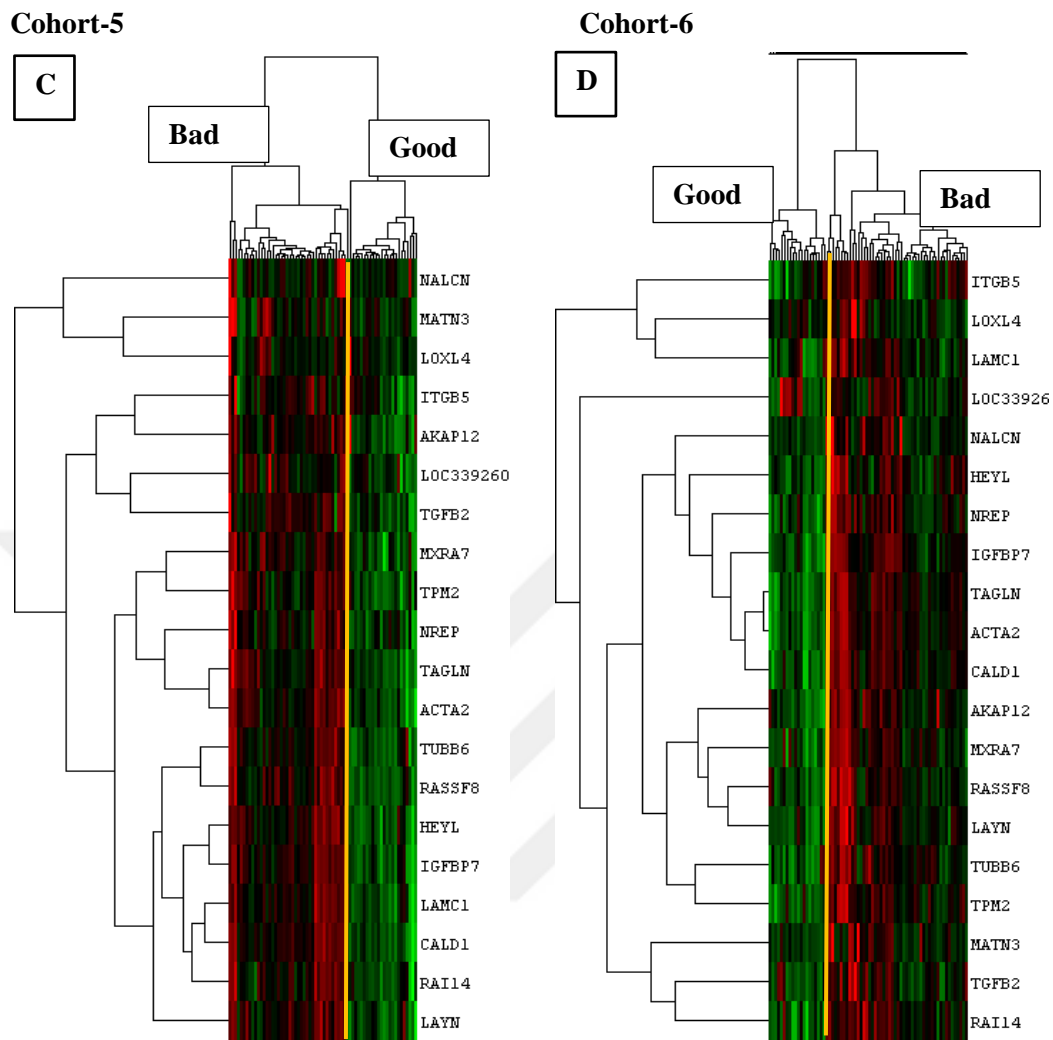 Cohort-5
C
Bad
Good
NALCN
MATN3
LOXL4
ITGB5
AKAP12
LOC339260
TGFB2
MXRA7
TPM2
NREP
TAGLN
ACTA2
TUBB6
RASSF8
HEYL
IGFBP7
LAMC1
CALD1
RAI14
LAYN
Cohort-6
D
Good
Bad
ITGB5
LOXL4
LAMC1
LOC33926
NALCN
HEYL
NREP
IGFBP7
TAGLN
ACTA2
CALD1
AKAP12
MXRA7
RASSF8
LAYN
TUBB6
TPM2
MATN3
TGFB2
RAI14